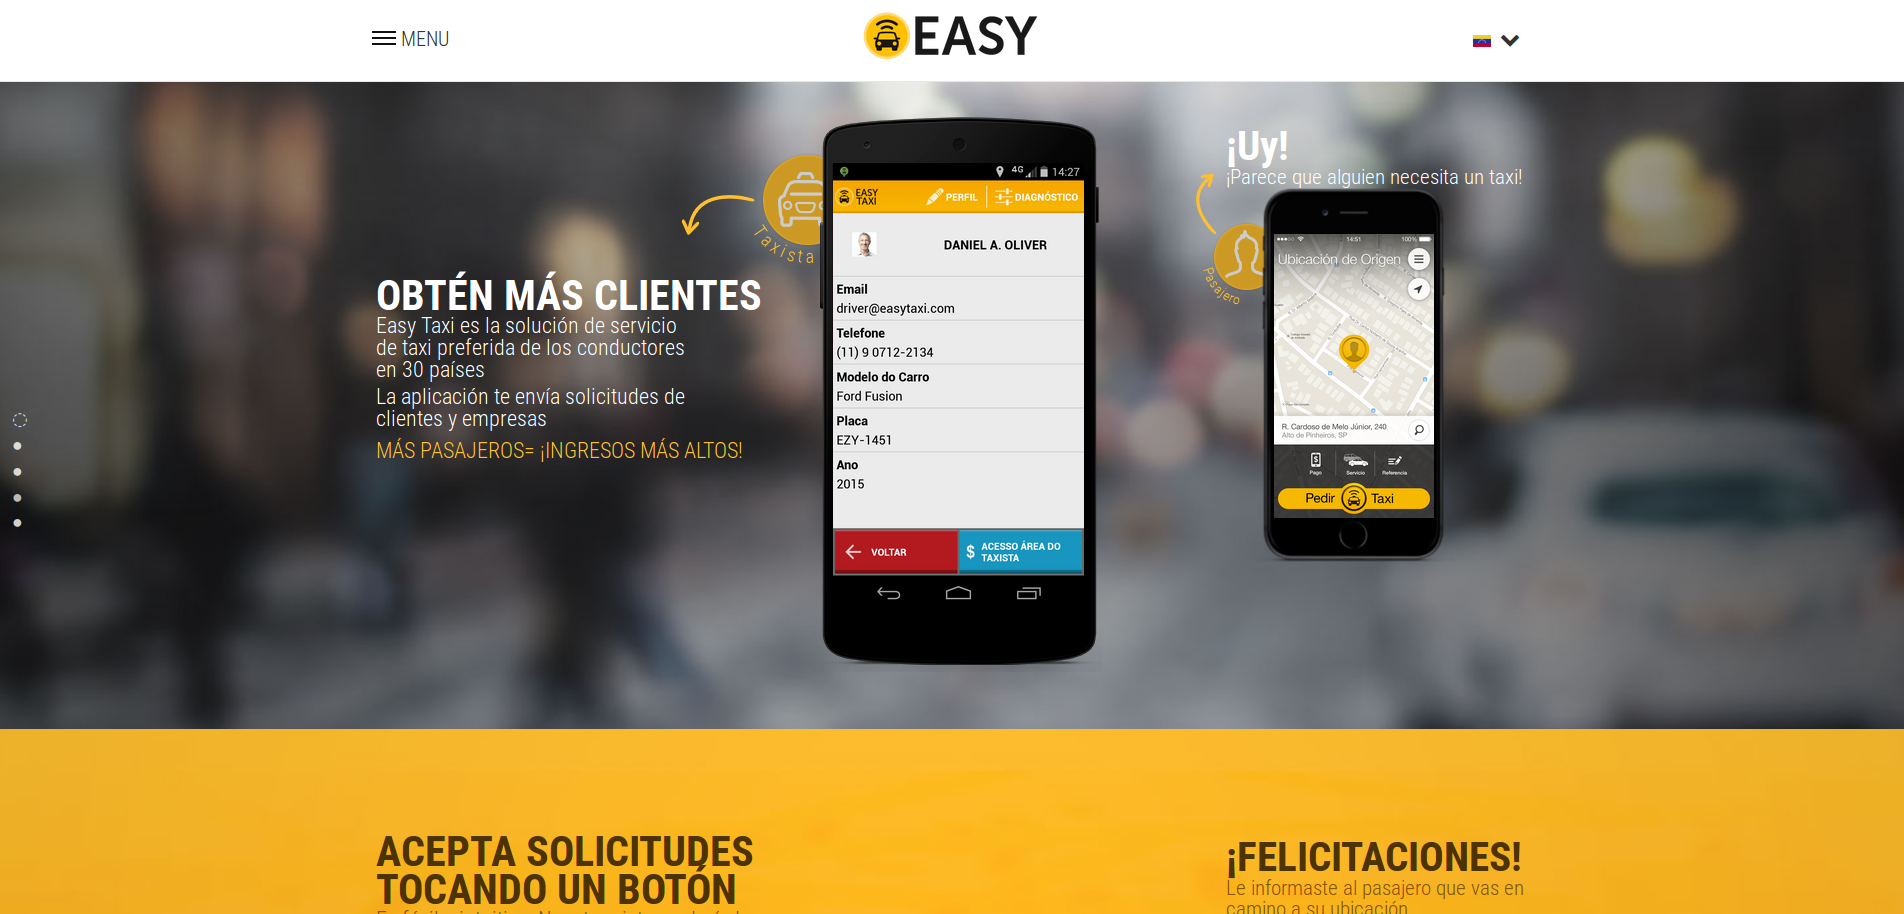 MENU
EASY
OBTÉN MÁS CLIENTES
Easy Taxi es la solución de servicio
de taxi preferida de los conductores
en 30 países
La aplicación te envía solicitudes de
clientes y empresas
MÁS PASAJEROS= ¡INGRESOS MÁS ALTOS!
Taxista
4G 14:27
EASY
TAXI
PERFIL
DIAGNÓSTICO
DANIEL A. OLIVER
Email
driver@easytaxi.com
Telefone
(11) 9 0712-2134
Modelo do Carro
Ford Fusion
Placa
EZY-1451
Ano
2015
VOLTAR
$ ACESSO ÁREA DO
TAXISTA
¡Uy!
¡Parece que alguien necesita un taxi!
Pasajero
14:51 100%
Ubicación de Origen
R. Cardoso de Melo Júnior, 240
Alto de Pinheiros, SP
Pago
Servicio
Referencia
Pedir Taxi
ACEPTA SOLICITUDES
TOCANDO UN BOTÓN
¡FELICITACIONES!
Le informaste al pasajero que vas en
camino a su ubicación